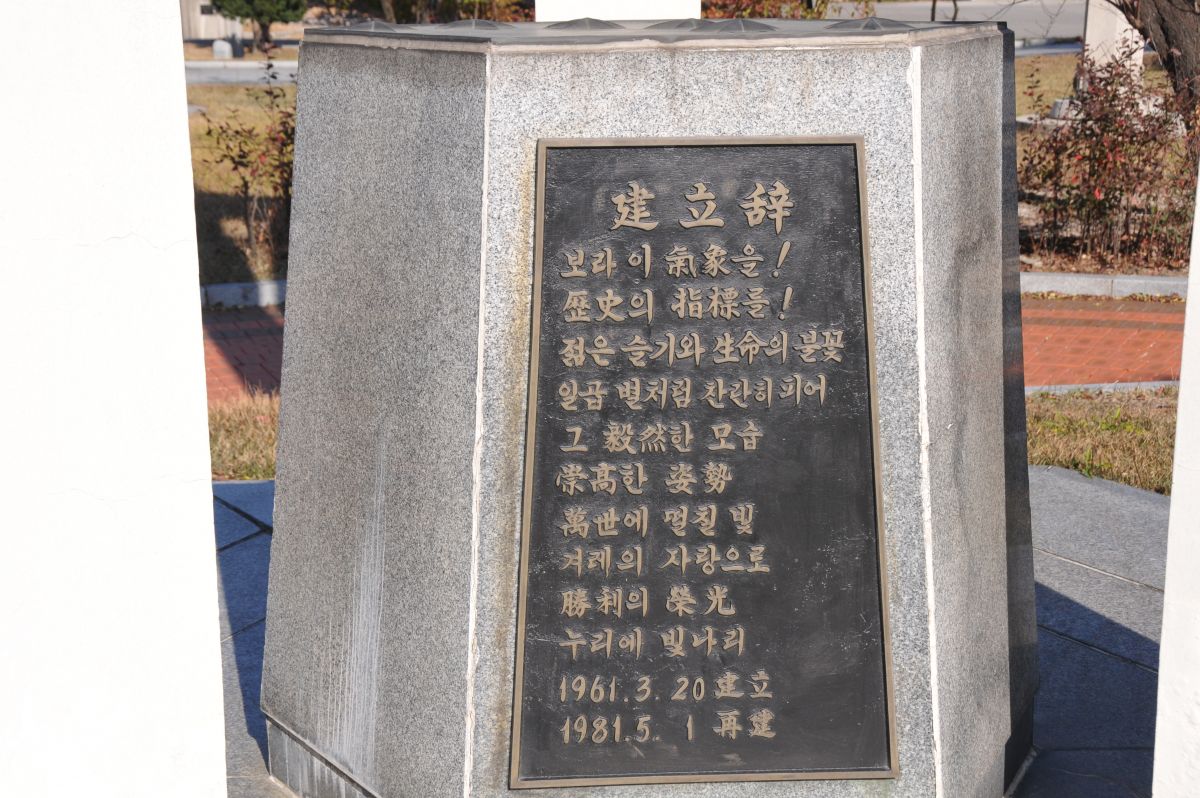 建立辞
보라 이 氣象을!
歷史의 指標를!
젊은 슬기와 生命의 불꽃
일곱 별처럼 찬란히 피어
그 毅然한 모습
崇高한 姿勢
萬世에 떨칠 빛
겨레의 자랑으로
勝利의 榮光
누리에 빛나리
1961.3.20 建立
1981.5. 1 再建